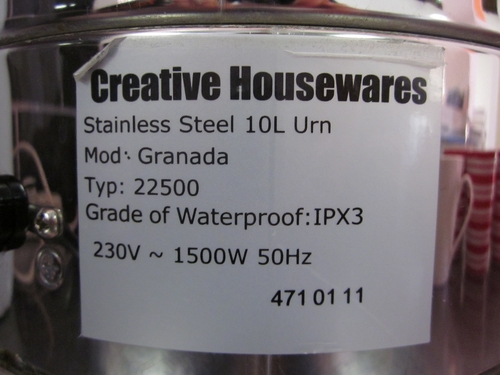 Creative Housewares
Stainless Steel 10L Urn
Mod: Granada
Typ: 22500
Grade of Waterproof:IPX3
230V ~ 1500W 50Hz
471 01 11